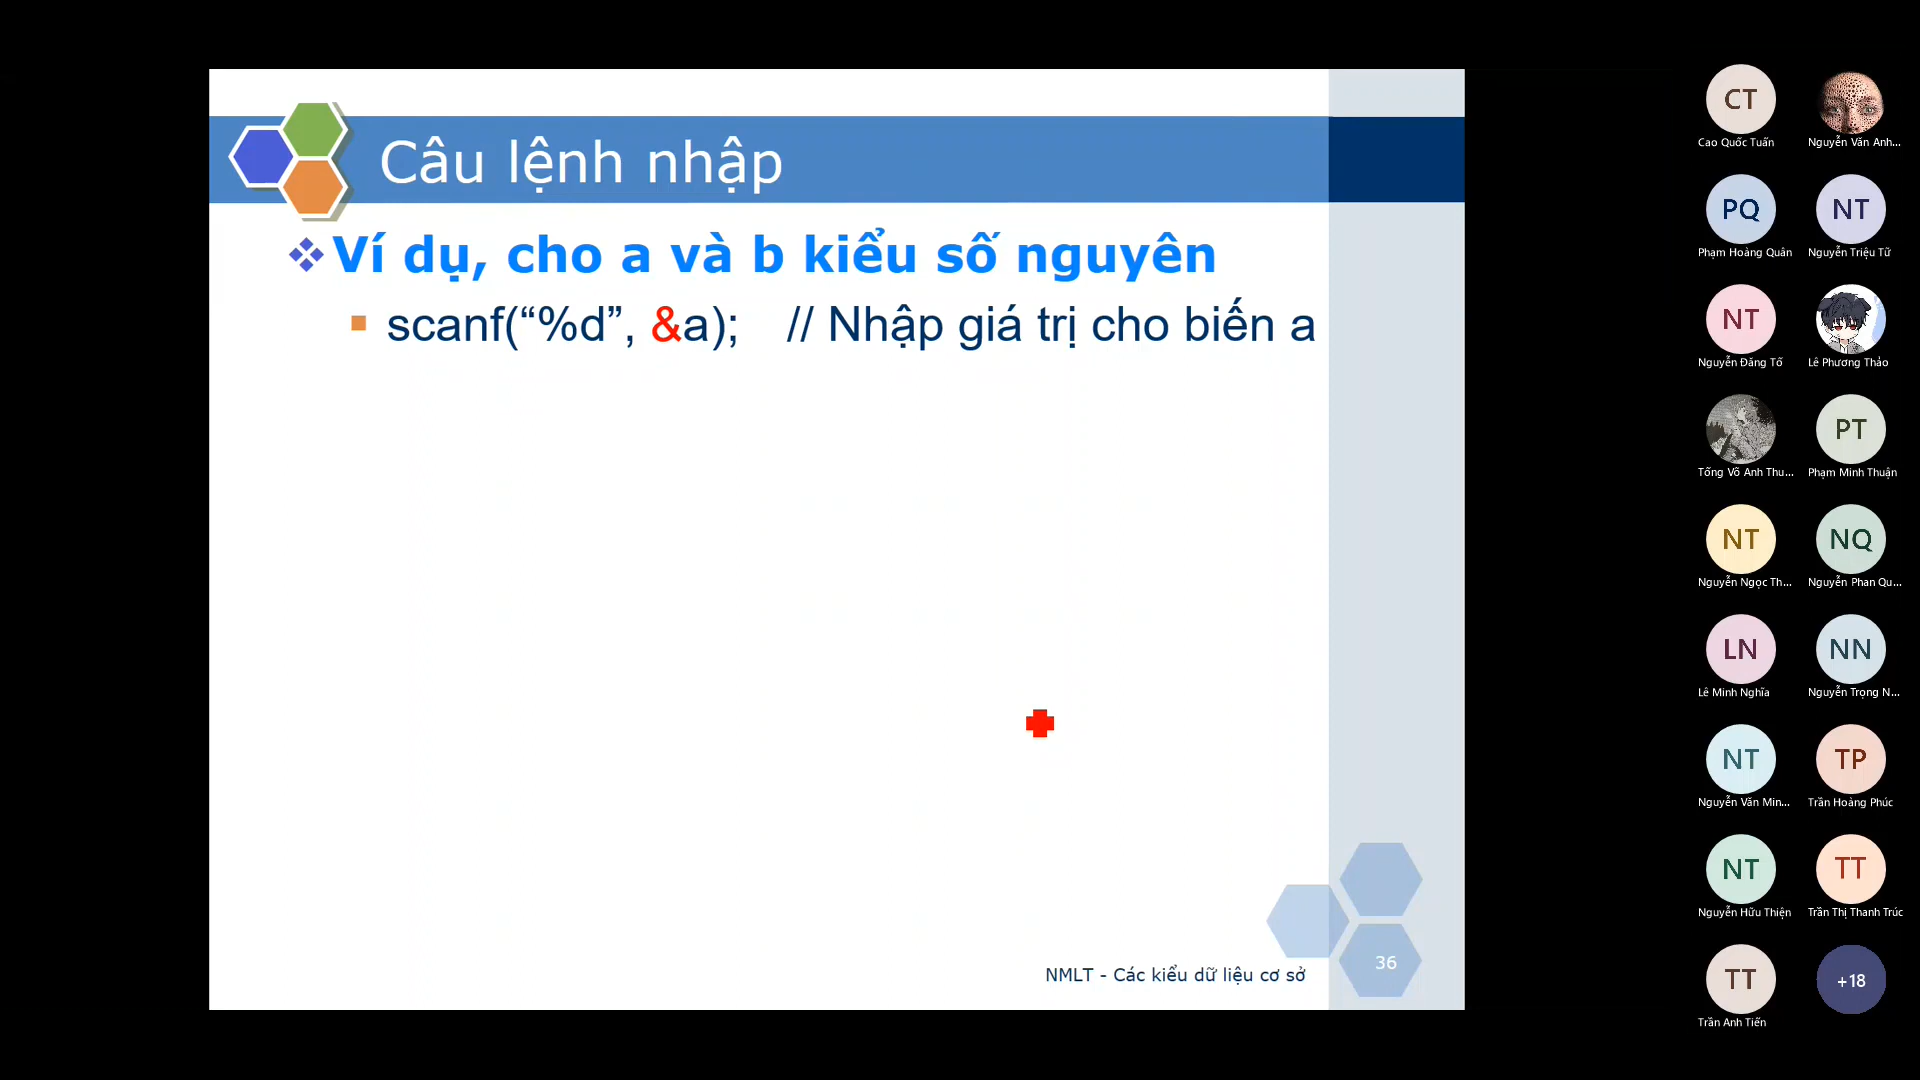 Câu lệnh nhập
Ví dụ, cho a và b kiểu số nguyên
scanf(“%d”, &a); // Nhập giá trị cho biến a
NMLT - Các kiểu dữ liệu cơ sở
36
CT
Cao Quốc Tuấn
Nguyễn Văn Anh...
PQ
NT
Phạm Hoàng Quân
Nguyễn Triệu Tử
NT
Nguyễn Đăng Tố
Lê Phương Thảo
PT
Tống Võ Anh Thu...
Phạm Minh Thuận
NT
NQ
Nguyễn Ngọc Th...
Nguyễn Phan Qu...
LN
NN
Lê Minh Nghĩa
Nguyễn Trọng N...
NT
TP
Nguyễn Văn Min...
Trần Hoàng Phúc
NT
TT
Nguyễn Hữu Thiện
Trần Thị Thanh Trúc
TT
+18
Trần Anh Tiến